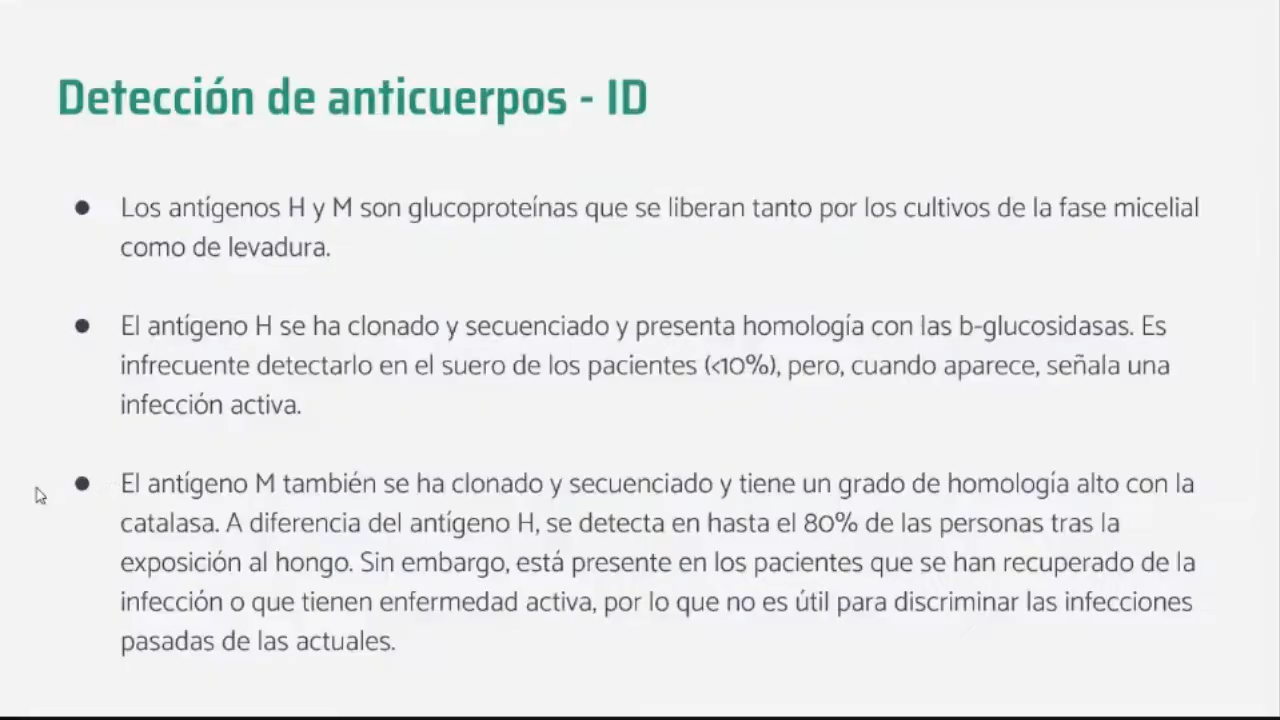 Detección de anticuerpos - ID
● Los antígenos H y M son glucoproteínas que se liberan tanto por los cultivos de la fase micelial
como de levadura.
● El antígeno H se ha clonado y secuenciado y presenta homología con las b-glucosidasas. Es
infrecuente detectarlo en el suero de los pacientes (<10%), pero, cuando aparece, señala una
infección activa.
● El antígeno M también se ha clonado y secuenciado y tiene un grado de homología alto con la
catalasa. A diferencia del antígeno H, se detecta en hasta el 80% de las personas tras la
exposición al hongo. Sin embargo, está presente en los pacientes que se han recuperado de la
infección o que tienen enfermedad activa, por lo que no es útil para discriminar las infecciones
pasadas de las actuales.